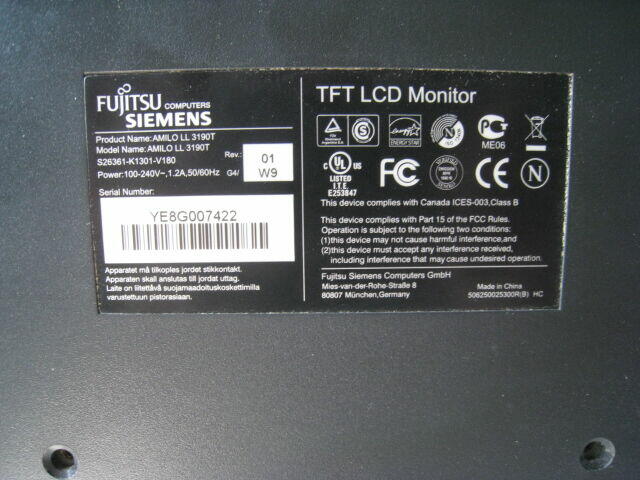 FUJITSU COMPUTERS
SIEMENS
Product Name:AMILO LL 3190T
Model Name:AMILO LL 3190T
S26361-K1301-V180
Rev.: 01
Power:100-240V~,1.2A,50/60Hz
G4/ W9
Serial Number:
YE8G007422
Apparatet må tilkoples jordet stikkontakt.
Apparaten skall anslutas till jordat uttag.
Laite on liitettävä suojamaadoituskoskettimilla
varustettuun pistorasiaan.
TFT LCD Monitor
ENERGY STAR
ISO
ME06
C UL US
LISTED
I.T.E.
E253847
FC
CE
N
This device complies with Canada ICES-003,Class B
This device complies with Part 15 of the FCC Rules.
Operation is subject to the following two conditions:
(1)this device may not cause harmful interference,and
(2)this device must accept any interference received,
including interference that may cause undesired operation.
Fujitsu Siemens Computers GmbH
Mies-van-der-Rohe-Straße 8
80807 München,Germany
Made in China
506250025300R(B) HC